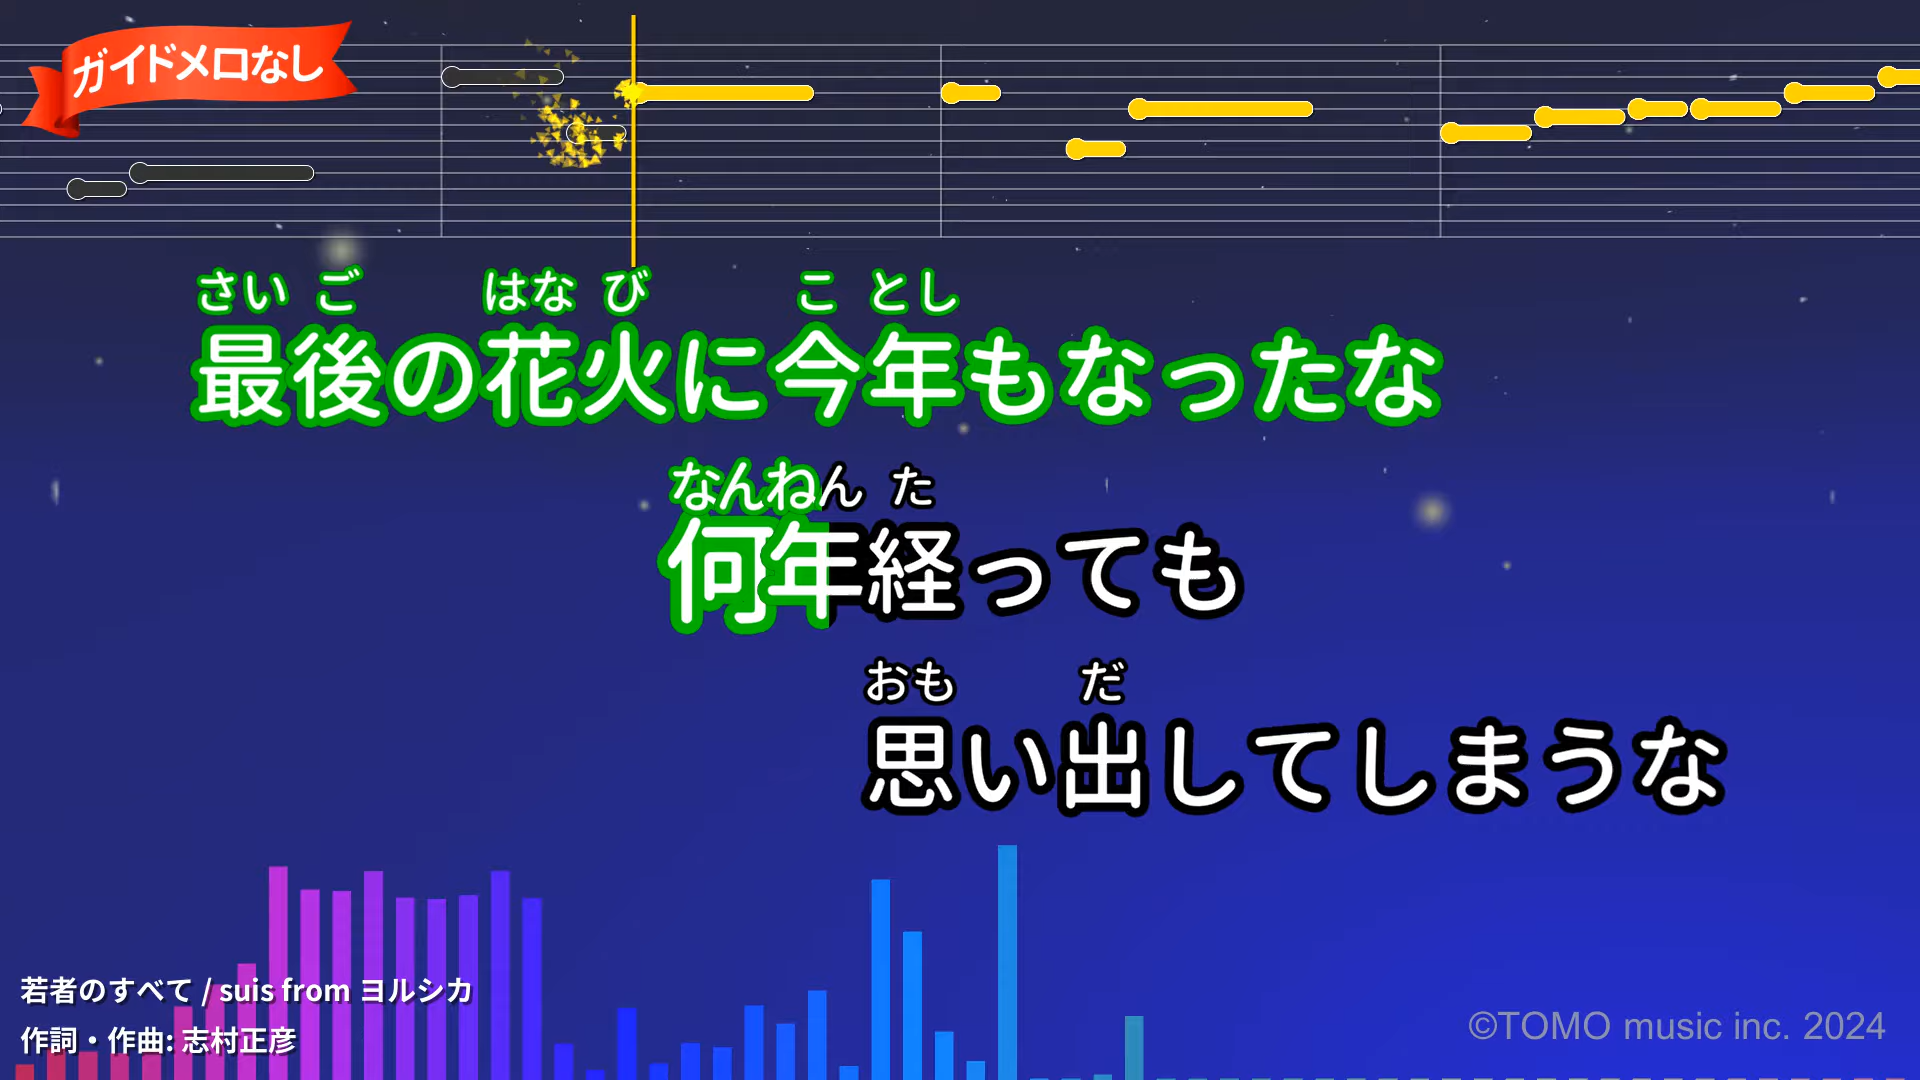 ガイドメロなし
さい ご はな び こ とし
最後の花火に今年もなったな
なんねん た
何年経っても
おも だ
思い出してしまうな
若者のすべて / suis from ヨルシカ
作詞・作曲: 志村正彦
©TOMO music inc. 2024